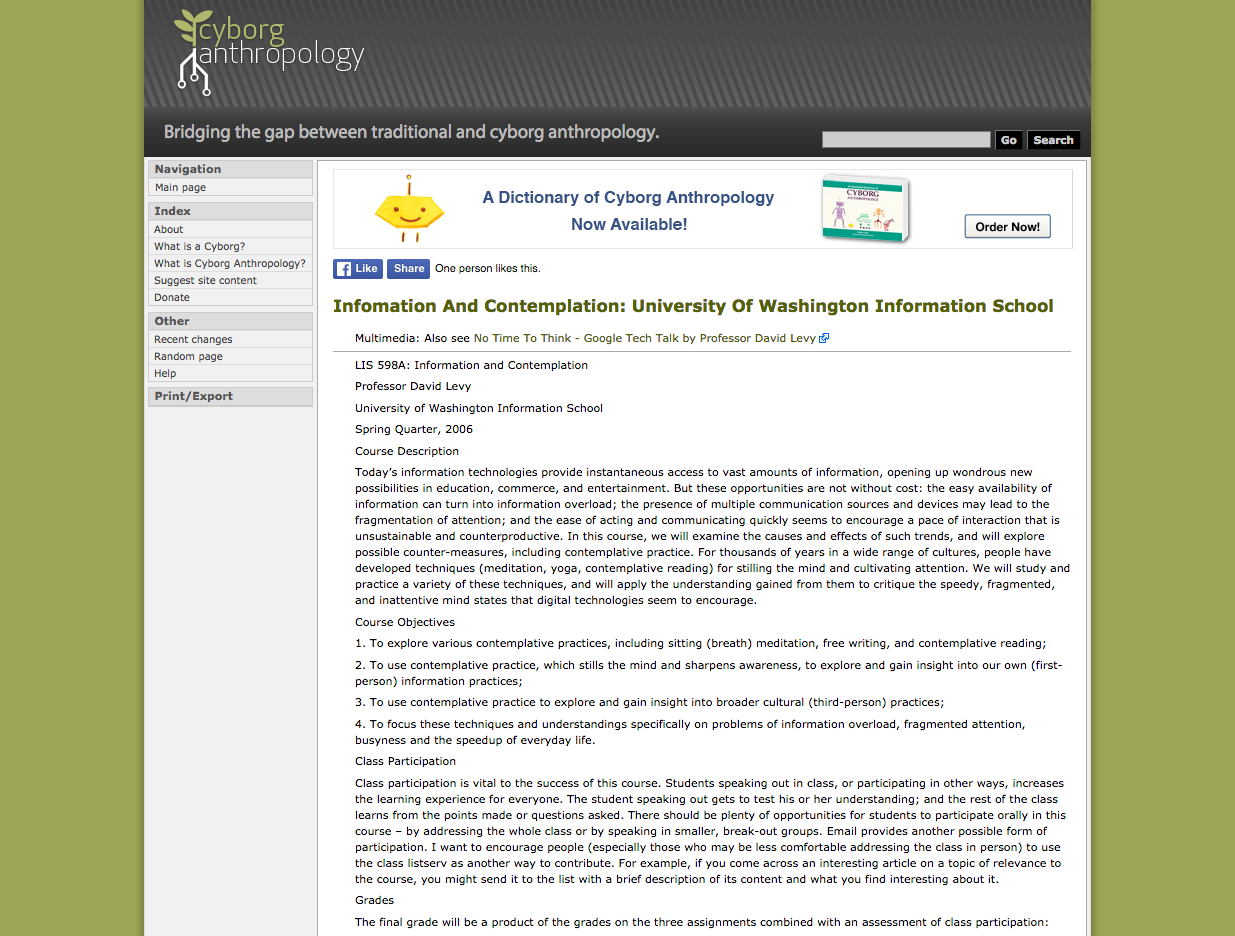 cyborg
anthropology
Bridging the gap between traditional and cyborg anthropology.
Go
Search
Navigation
Main page
Index
About
What is a Cyborg?
What is Cyborg Anthropology?
Suggest site content
Donate
Other
Recent changes
Random page
Help
Print/Export
A Dictionary of Cyborg Anthropology
Now Available!
CYBORG
ANTHROPOLOGY
Order Now!
Like
Share
One person likes this.
Infomation And Contemplation: University Of Washington Information School
Multimedia: Also see No Time To Think - Google Tech Talk by Professor David Levy
LIS 598A: Information and Contemplation
Professor David Levy
University of Washington Information School
Spring Quarter, 2006
Course Description
Today’s information technologies provide instantaneous access to vast amounts of information, opening up wondrous new
possibilities in education, commerce, and entertainment. But these opportunities are not without cost: the easy availability of
information can turn into information overload; the presence of multiple communication sources and devices may lead to the
fragmentation of attention; and the ease of acting and communicating quickly seems to encourage a pace of interaction that is
unsustainable and counterproductive. In this course, we will examine the causes and effects of such trends, and will explore
possible counter-measures, including contemplative practice. For thousands of years in a wide range of cultures, people have
developed techniques (meditation, yoga, contemplative reading) for stilling the mind and cultivating attention. We will study and
practice a variety of these techniques, and will apply the understanding gained from them to critique the speedy, fragmented,
and inattentive mind states that digital technologies seem to encourage.
Course Objectives
1. To explore various contemplative practices, including sitting (breath) meditation, free writing, and contemplative reading;
2. To use contemplative practice, which stills the mind and sharpens awareness, to explore and gain insight into our own (first-
person) information practices;
3. To use contemplative practice to explore and gain insight into broader cultural (third-person) practices;
4. To focus these techniques and understandings specifically on problems of information overload, fragmented attention,
busyness and the speedup of everyday life.
Class Participation
Class participation is vital to the success of this course. Students speaking out in class, or participating in other ways, increases
the learning experience for everyone. The student speaking out gets to test his or her understanding; and the rest of the class
learns from the points made or questions asked. There should be plenty of opportunities for students to participate orally in this
course – by addressing the whole class or by speaking in smaller, break-out groups. Email provides another possible form of
participation. I want to encourage people (especially those who may be less comfortable addressing the class in person) to use
the class listserv as another way to contribute. For example, if you come across an interesting article on a topic of relevance to
the course, you might send it to the list with a brief description of its content and what you find interesting about it.
Grades
The final grade will be a product of the grades on the three assignments combined with an assessment of class participation: